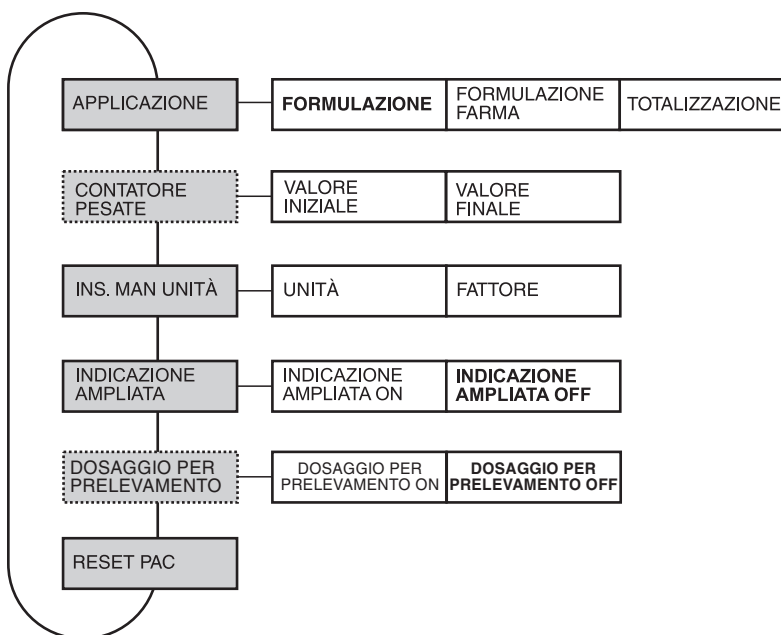 APPLICAZIONE
FORMULAZIONE
FORMULAZIONE
FARMA
TOTALIZZAZIONE
CONTATORE
PESATE
VALORE
INIZIALE
VALORE
FINALE
INS. MAN UNITÀ
UNITÀ
FATTORE
INDICAZIONE
AMPLIATA
INDICAZIONE
AMPLIATA ON
INDICAZIONE
AMPLIATA OFF
DOSAGGIO PER
PRELEVAMENTO
DOSAGGIO PER
PRELEVAMENTO ON
DOSAGGIO PER
PRELEVAMENTO OFF
RESET PAC